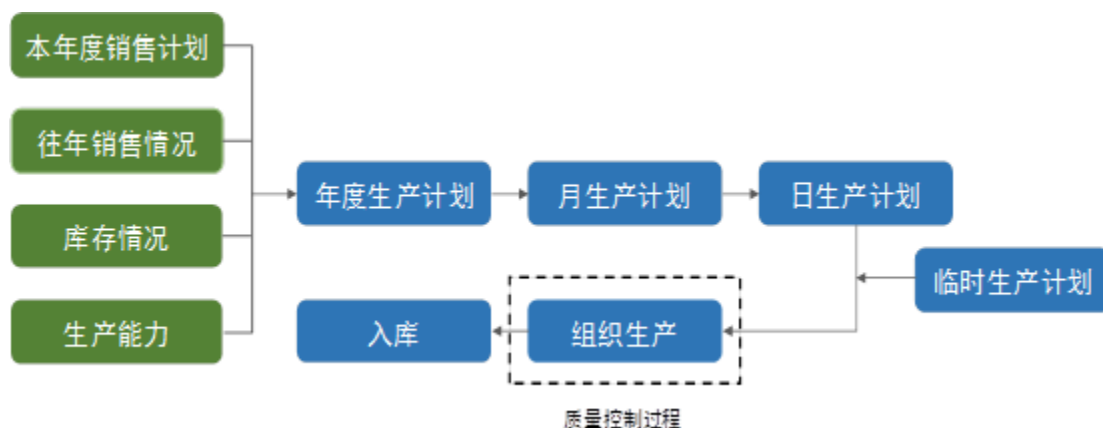 本年度销售计划
往年销售情况
库存情况
生产能力
年度生产计划
月生产计划
日生产计划
临时生产计划
组织生产
入库
质量控制过程